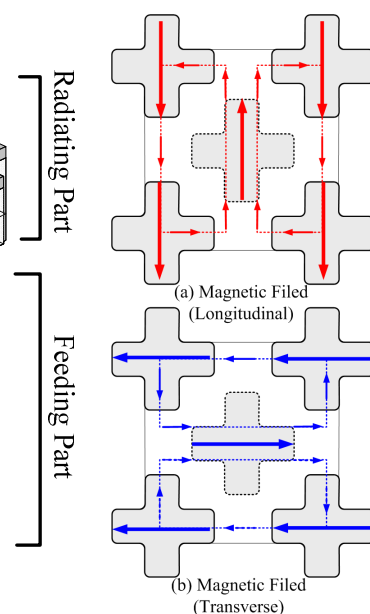 Radiating Part
(a) Magnetic Filed
(Longitudinal)
Feeding Part
(b) Magnetic Filed
(Transverse)